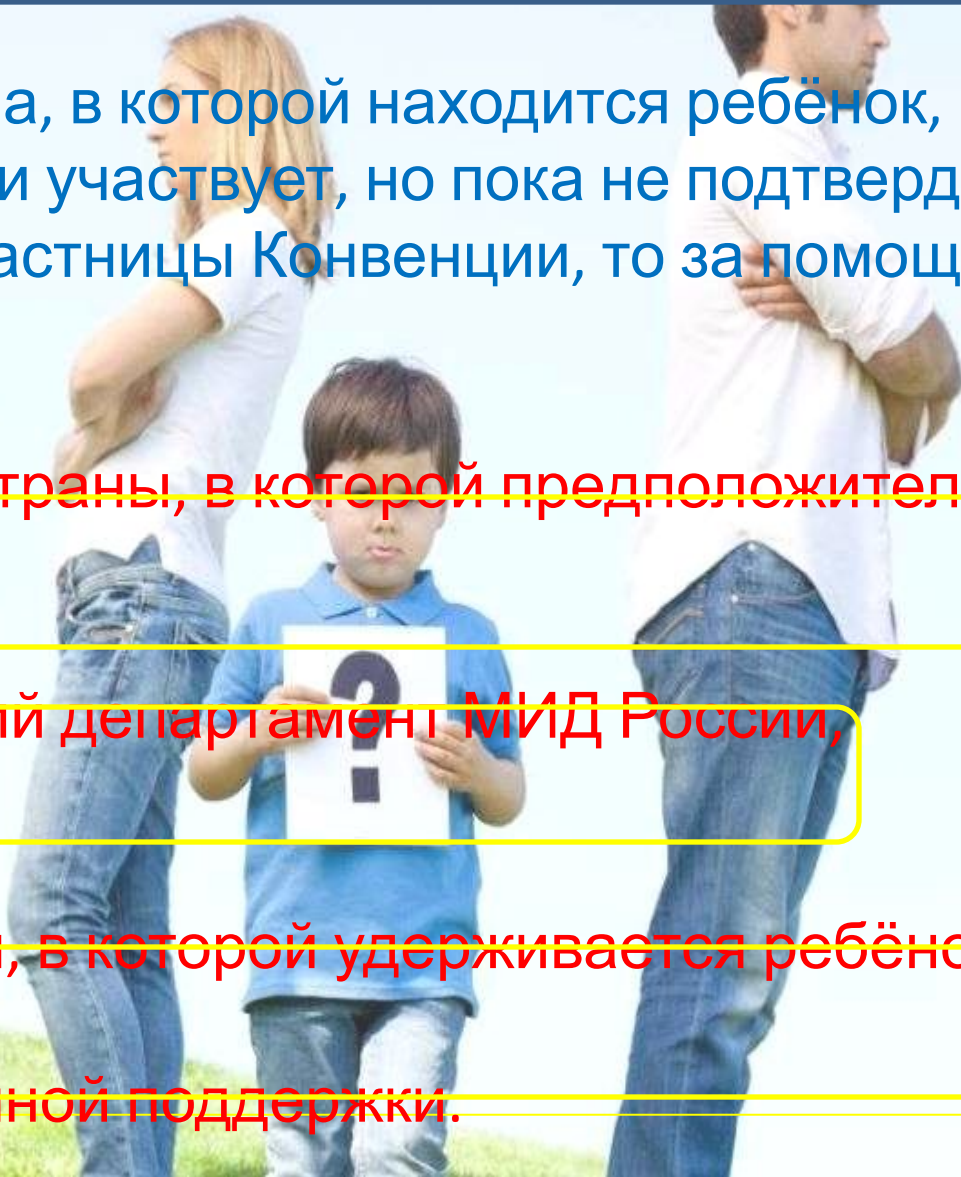 а, в которой находится ребёнок,
и участвует, но пока не подтверд
астницы Конвенции, то за помощ
траны, в которой предположител
?
ий департамент МИД России,
, в которой удерживается ребёно
ной поддержки.